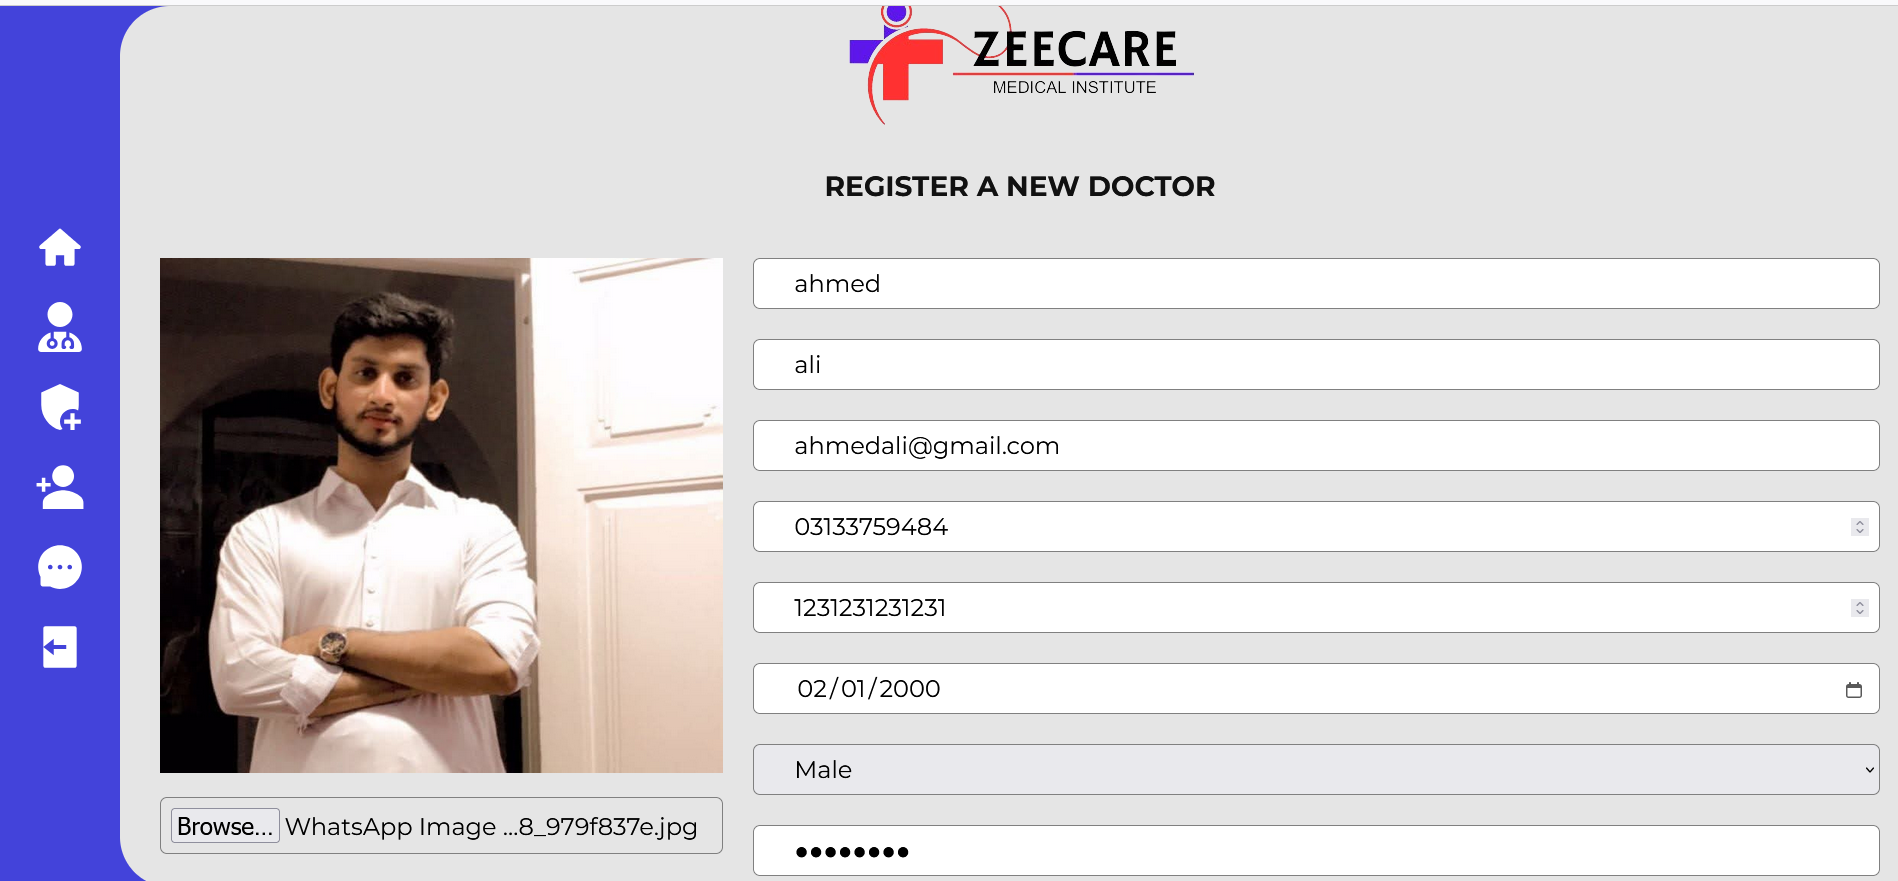 ZEECARE
MEDICAL INSTITUTE
REGISTER A NEW DOCTOR
ahmed
ali
ahmedali@gmail.com
03133759484
1231231231231
02/01/2000
Male
Browse... WhatsApp Image ...8_979f837e.jpg
••••••••